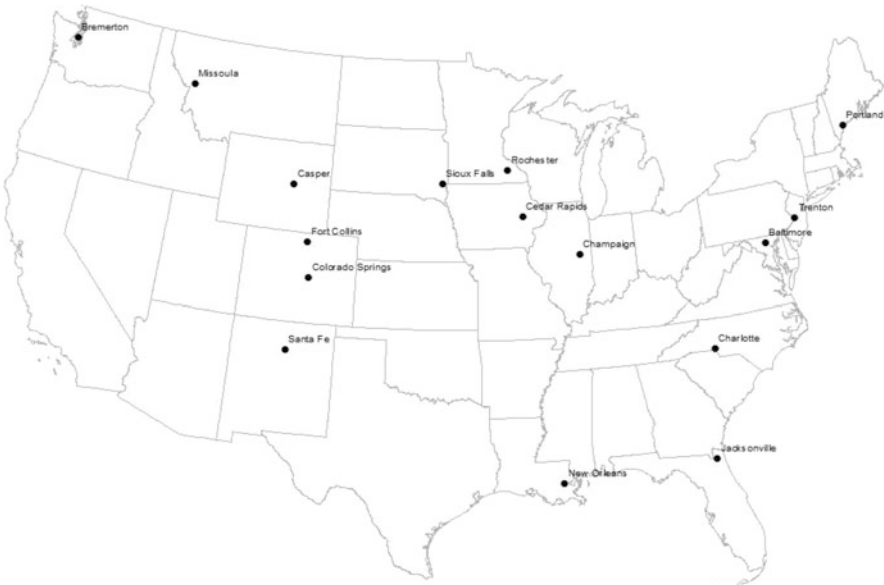 Bremerton
Missoula
Portland
Rochester
Casper
Sioux Falls
Cedar Rapids
Trenton
Fort Collins
Baltimore
Champaign
Colorado Springs
Santa Fe
Charlotte
Jacksonville
New Orleans